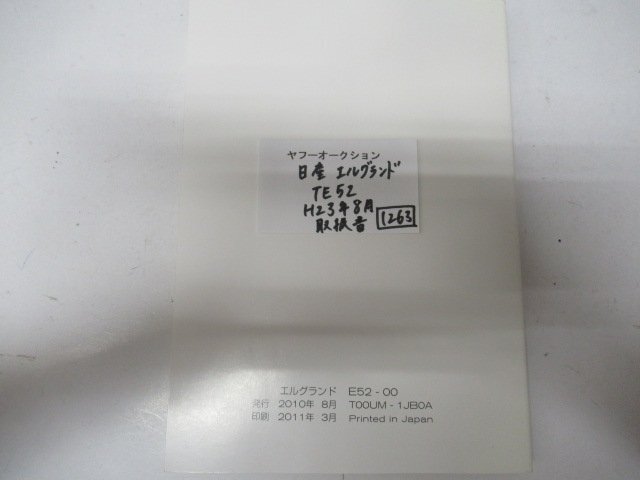 ヤフーオークション
日産 エルグランド
TE52
H23年8月
取扱書 1263
エルグランド E52-00
発行 2010年 8月 T00UM-1JB0A
印刷 2011年 3月 Printed in Japan